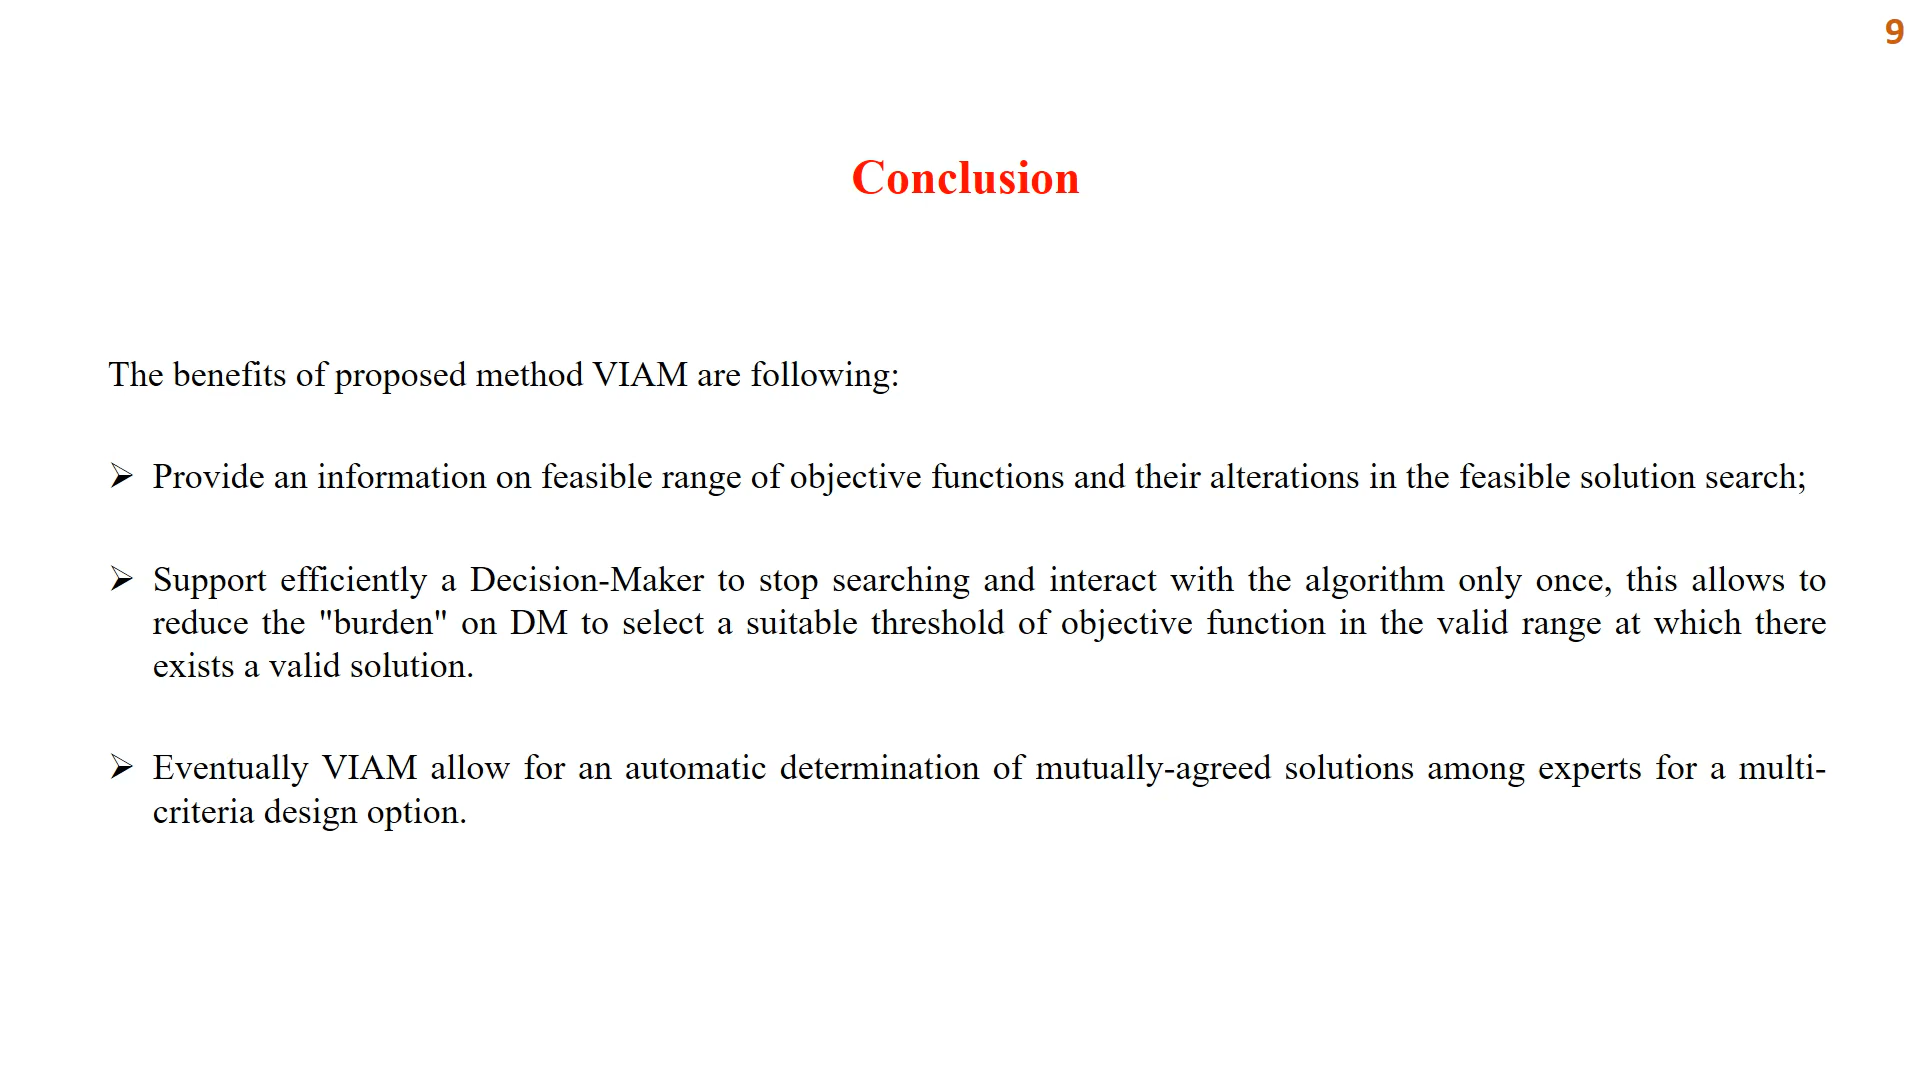 9
Conclusion
The benefits of proposed method VIAM are following:
➢ Provide an information on feasible range of objective functions and their alterations in the feasible solution search;
➢ Support efficiently a Decision-Maker to stop searching and interact with the algorithm only once, this allows to
reduce the "burden" on DM to select a suitable threshold of objective function in the valid range at which there
exists a valid solution.
➢ Eventually VIAM allow for an automatic determination of mutually-agreed solutions among experts for a multi-
criteria design option.